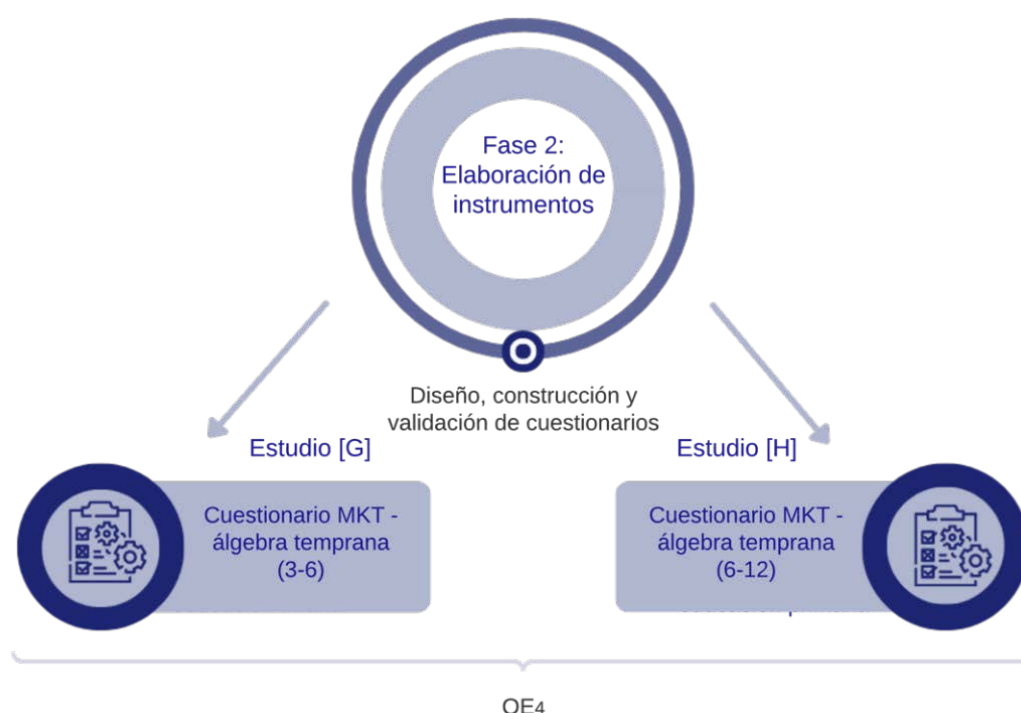 Fase 2:
Elaboración de
instrumentos
Diseño, construcción y
validación de cuestionarios
Estudio [G]
Cuestionario MKT -
álgebra temprana
(3-6)
Estudio [H]
Cuestionario MKT -
álgebra temprana
(6-12)
OE4